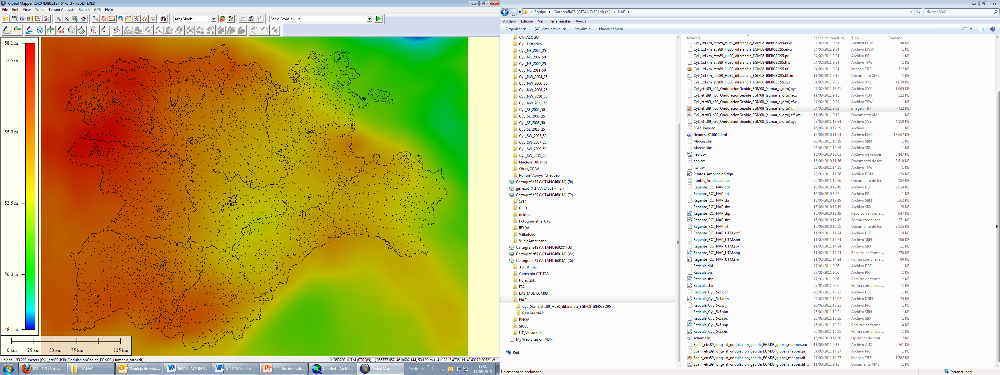 Global Mapper v14.0 (b091212) [64-bit] - REGISTERED
File Edit View Tools Terrain Analysis Search GPS Help
Atlas Shader
Setup Favorites List...
58.1 m
57.5 m
55.0 m
52.5 m
50.0 m
48.1 m
0 km 25 km 50 km 75 km 125 km
Height = 53.203 meters (CyL_etrs89_h30_OndulacionGeoide_EGM08_(sumar_a_orto).tif)
1:1353200 UTM (ETRS89) - ( 356777.657, 4610602.144, 53.199 m ) 41° 38' 3.4736" N, 4° 43' 10.3052" W
GIS - SIG | Siste...
X:\NAP
Bandeja de entra...
INSTALACION S...
6-1 POffice.doc ...
1-2-Nociones de...
Untitled - ArcMa...
Global Mapper v...
Escritorio
ES
13:01
17/05/2013
Equipo Cartografia7$ (\\ITANC4601M) (X:) NAP
Buscar NAP
Archivo Edición Ver Herramientas Ayuda
Organizar Vista previa Imprimir Nueva carpeta
CATALOGO
CyL_Historico
CyL_NE_2005_25
CyL_NE_2007_50
CyL_NE_2009_25
CyL_NE_2011_50
CyL_NW_2004_25
CyL_NW_2006_50
CyL_NW_2008_25
CyL_NW_2010_50
CyL_NW_2011_50
CyL_SE_2004_50
CyL_SE_2006_25
CyL_SE_2008_50
CyL_SE_2010_25
CyL_SW_2005_50
CyL_SW_2007_25
CyL_SW_2009_50
CyL_SW_2011_25
Nucleos Urbanos
Otras_CCAA
Puntos_Apoyo_Chequeo
Cartografia3$ (\\ITANC4601M) (R:)
gis_exp$ (\\ITANC4601H) (S:)
Cartografia2$ (\\ITANC4601M) (T:)
1314
CHD
deimos
Fotogrametria_CYL
IRYDA
Valladolid
VueloAmericano
Cartografia4$ (\\ITANC4602X) (U:)
Cartografia6$ (\\ITANC4601M) (W:)
Cartografia7$ (\\ITANC4601M) (X:)
3.3.Tif_jpej
Convenio CIT-ITA
hojas_25k
ITA
LAS_MDE_EGM08
NAP
CyL_5x5m_etrs89_Hu30_diferencia_EGM08-IBERGEO95
Reseñas NAP
PNOA
SIOSE
UT_Valladolid
My Web Sites on MSN
Red
Nombre Fecha de modifica... Tipo Tamaño
CyL_1x1km_etrs89_Hu30_diferencia_EGM08-IBERGEO95.ecw 04/02/2011 9:34 Archivo ECW 46 KB
CyL_1x1km_etrs89_Hu30_diferencia_EGM08-IBERGEO95.eww 04/02/2011 9:34 Archivo EWW 1 KB
CyL_1x1km_etrs89_Hu30_diferencia_EGM08-IBERGEO95.prj 04/02/2011 9:34 Archivo PRJ 1 KB
CyL_1x1km_etrs89_Hu30_diferencia_EGM08-IBERGEO95.tfw 04/02/2011 9:34 Archivo TFW 1 KB
CyL_1x1km_etrs89_Hu30_diferencia_EGM08-IBERGEO95.tif 04/02/2011 9:34 Imagen TIFF 722 KB
CyL_1x1km_etrs89_Hu30_diferencia_EGM08-IBERGEO95.tif.xml 11/08/2011 9:12 Documento XML 1 KB
CyL_1x1km_etrs89_Hu30_diferencia_EGM08-IBERGEO95.xyz 04/02/2011 9:32 Archivo XYZ 4.079 KB
CyL_etrs89_h29_OndulacionGeoide_EGM08_(sumar_a_orto).xyz 07/02/2011 13:21 Archivo XYZ 1.065 KB
CyL_etrs89_h30_OndulacionGeoide_EGM08_(sumar_a_orto).aux 11/08/2011 9:13 Archivo AUX 312 KB
CyL_etrs89_h30_OndulacionGeoide_EGM08_(sumar_a_orto).tfw 04/02/2011 9:31 Archivo TFW 1 KB
CyL_etrs89_h30_OndulacionGeoide_EGM08_(sumar_a_orto).tif 04/02/2011 9:31 Imagen TIFF 722 KB
CyL_etrs89_h30_OndulacionGeoide_EGM08_(sumar_a_orto).tif.xml 11/08/2011 9:13 Documento XML 1 KB
CyL_etrs89_h30_OndulacionGeoide_EGM08_(sumar_a_orto).xyz 03/02/2011 18:34 Archivo XYZ 4.110 KB
EGM_Ibergeo 16/06/2010 12:39 Archivo 1 KB
Geodesia010610.kml 15/06/2010 11:54 Archivo KML 13.667 KB
Marcas.sbn 26/01/2011 10:19 Archivo SBN 1 KB
Marcas.sbx 26/01/2011 10:19 Archivo SBX 1 KB
nap.csv 15/06/2010 12:02 Archivo de valores... 3.447 KB
nap.txt 15/06/2010 11:56 Documento de tex... 8.810 KB
nw.tfw 25/01/2011 14:31 Archivo TFW 1 KB
Puntos_Ampliacion.dgn 20/01/2011 12:26 Archivo DGN 139 KB
Puntos_Ampliacion.txt 20/01/2011 12:26 Documento de tex... 184 KB
Regente_ROI_NAP.dbf 16/06/2010 12:49 Archivo DBF 9.934 KB
Regente_ROI_NAP.prj 16/06/2010 8:45 Archivo PRJ 1 KB
Regente_ROI_NAP.sbn 16/06/2010 12:49 Archivo SBN 362 KB
Regente_ROI_NAP.sbx 16/06/2010 12:49 Archivo SBX 29 KB
Regente_ROI_NAP.shp 16/06/2010 12:49 Recurso de forma ... 947 KB
Regente_ROI_NAP.shx 16/06/2010 12:49 Forma compilada ... 271 KB
Regente_ROI_NAP.txt 16/06/2010 12:51 Documento de tex... 8.155 KB
Regente_ROI_NAP_UTM.dbf 11/02/2011 14:24 Archivo DBF 3.319 KB
Regente_ROI_NAP_UTM.sbn 11/02/2011 14:24 Archivo SBN 106 KB
Regente_ROI_NAP_UTM.sbx 11/02/2011 14:24 Archivo SBX 11 KB
Regente_ROI_NAP_UTM.shp 11/02/2011 14:24 Recurso de forma ... 278 KB
Regente_ROI_NAP_UTM.shx 11/02/2011 14:24 Forma compilada ... 80 KB
Reticula.dbf 27/01/2011 9:06 Archivo DBF 1 KB
Reticula.prj 27/01/2011 9:06 Archivo PRJ 1 KB
Reticula.shp 27/01/2011 9:06 Recurso de forma ... 2 KB
Reticula.shx 27/01/2011 9:06 Forma compilada ... 1 KB
Reticula_CyL_5x5.dbf 26/01/2011 10:21 Archivo DBF 1 KB
Reticula_CyL_5x5.dgn 04/02/2011 12:02 Archivo DGN 35 KB
Reticula_CyL_5x5.prj 26/01/2011 10:21 Archivo PRJ 1 KB
Reticula_CyL_5x5.sbn 26/01/2011 10:21 Archivo SBN 1 KB
Reticula_CyL_5x5.sbx 26/01/2011 10:21 Archivo SBX 1 KB
Reticula_CyL_5x5.shp 26/01/2011 10:21 Recurso de forma ... 4 KB
Reticula_CyL_5x5.shx 26/01/2011 10:21 Forma compilada ... 1 KB
schema.ini 16/06/2010 12:50 Opciones de confi... 2 KB
Spain_etrs89_long-lat_ondulacion_geoide_EGM08_global_mapper.aux 11/08/2011 9:13 Archivo AUX 761 KB
Spain_etrs89_long-lat_ondulacion_geoide_EGM08_global_mapper.prj 07/02/2011 14:27 Archivo PRJ 1 KB
Spain_etrs89_long-lat_ondulacion_geoide_EGM08_global_mapper.tif 07/02/2011 14:27 Imagen TIFF 1.782 KB
Spain_etrs89_long-lat_ondulacion_geoide_EGM08_global_mapper.tif.... 11/08/2011 9:13 Documento XML 1 KB
1 elemento seleccionado
Intranet local